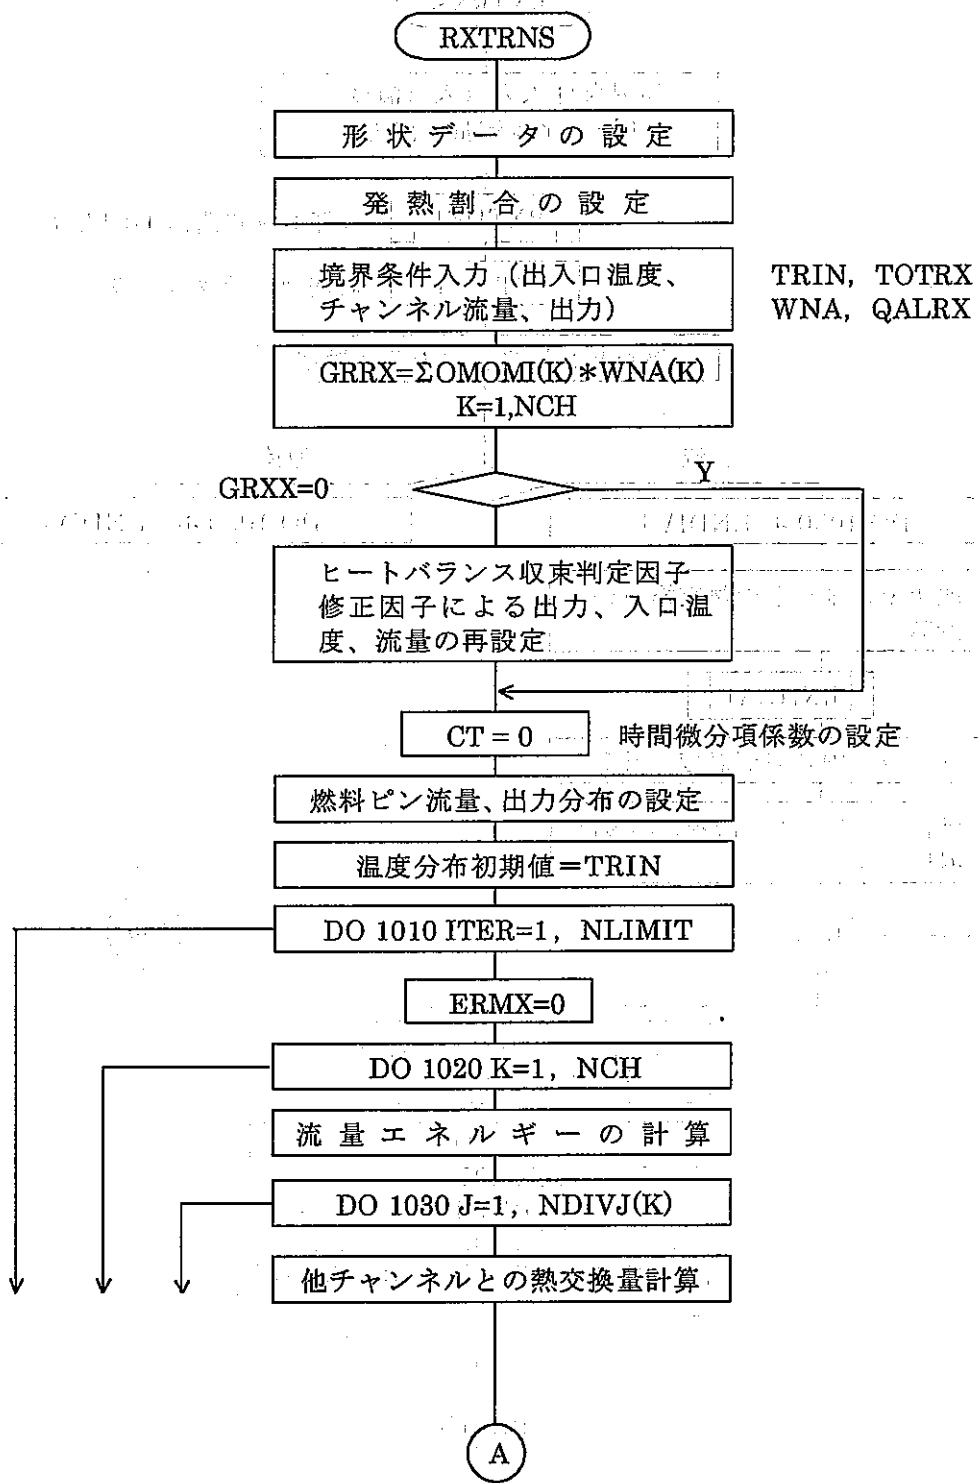 RXTRNS
形状データの設定
発熱割合の設定
境界条件入力（出入口温度、
チャンネル流量、出力）
TRIN, TOTRX
WNA, QALRX
GRRX=ΣOMOMI(K)*WNA(K)
K=1,NCH
GRXX=0
Y
ヒートバランス収束判定因子
修正因子による出力、入口温
度、流量の再設定
CT = 0
時間微分項係数の設定
燃料ピン流量、出力分布の設定
温度分布初期値＝TRIN
DO 1010 ITER=1, NLIMIT
ERMX=0
DO 1020 K=1, NCH
流量エネルギーの計算
DO 1030 J=1, NDIVJ(K)
他チャンネルとの熱交換量計算
A